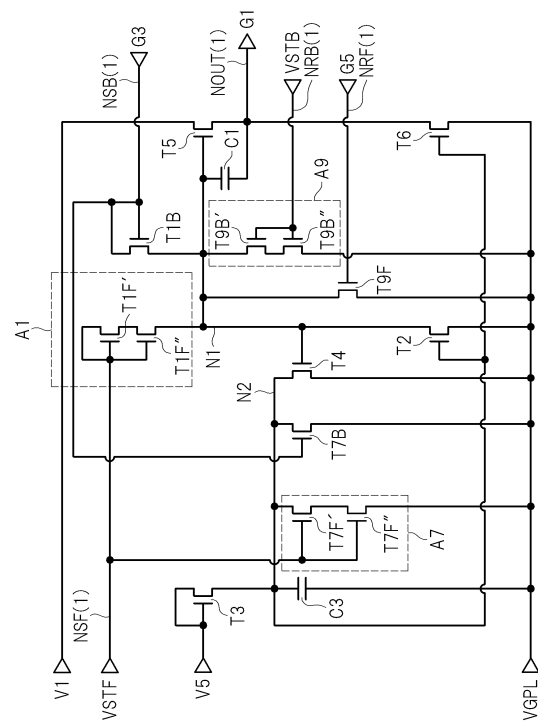 A1
V1
NSF(1)
VSTF
V5
VGPL
T3
C3
T7F'
T7F"
A7
T7B
N2
T4
T2
N1
T1F'
T1F"
T1B
NSB(1)
G3
T5
C1
NOUT(1)
G1
A9
T9B'
T9B"
VSTB
NRB(1)
G5
NRF(1)
T9F
T6